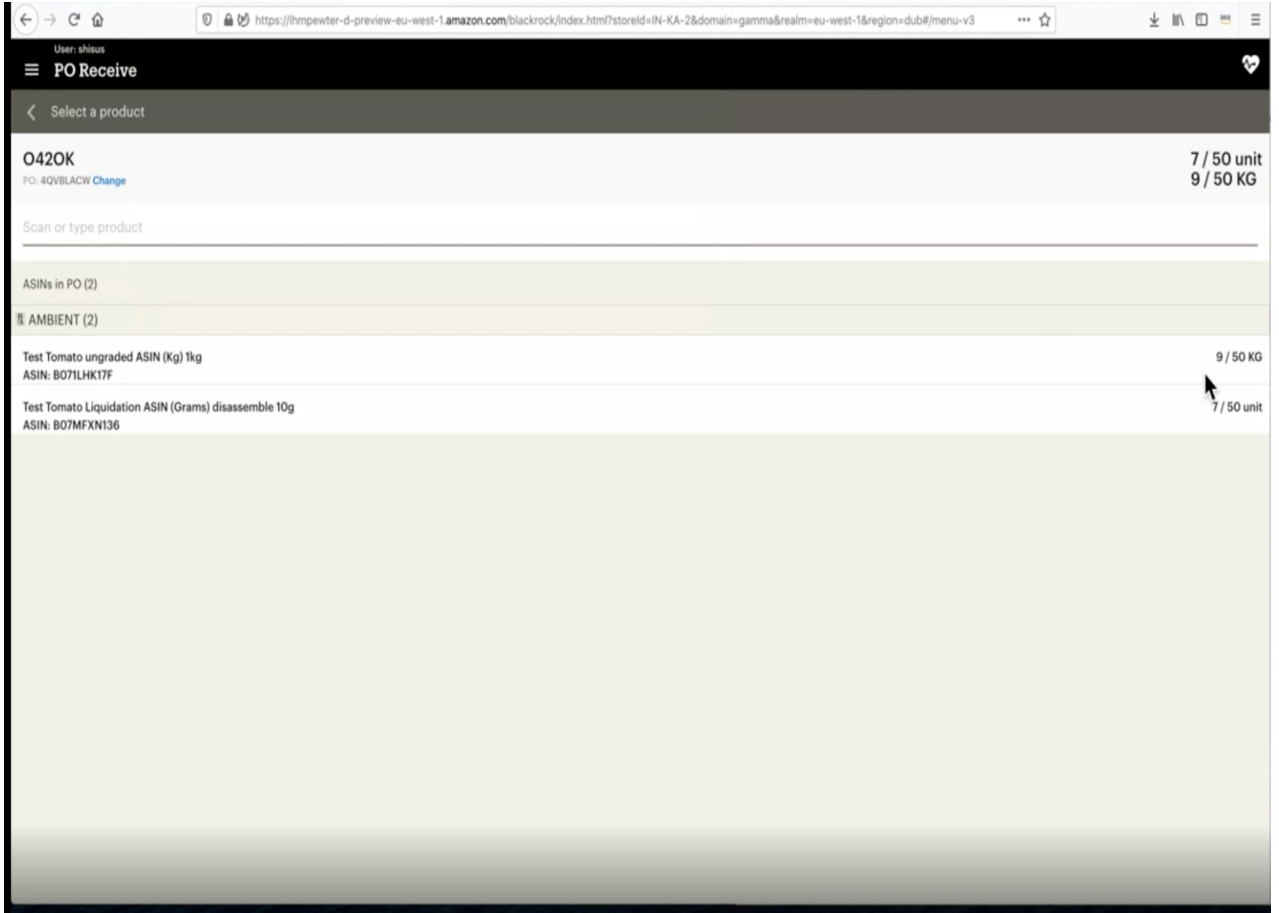 https://ihmpewter-d-preview-eu-west-1.amazon.com/blackrock/index.html?storeId=IN-KA-2&domain=gamma&realm=eu-west-1&region=dub#/menu-v3
User: shisus
PO Receive
Select a product
O42OK
7 / 50 unit
PO: 4QVBLACW Change
9 / 50 KG
Scan or type product
ASINs in PO (2)
AMBIENT (2)
Test Tomato ungraded ASIN (Kg) 1kg
9 / 50 KG
ASIN: B071LHK17F
Test Tomato Liquidation ASIN (Grams) disassemble 10g
7 / 50 unit
ASIN: B07MFXN136